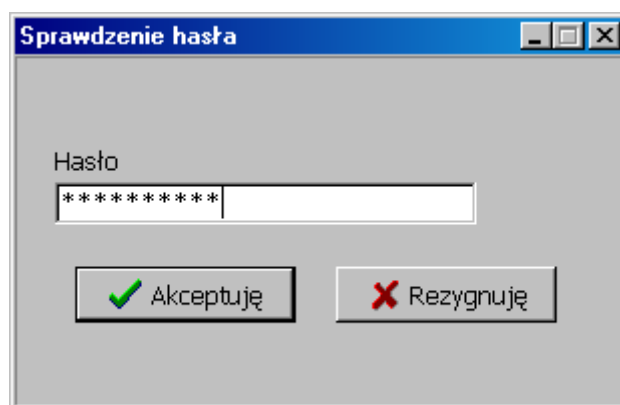 Sprawdzenie hasła
Hasło
**********
Akceptuję
Rezygnuję